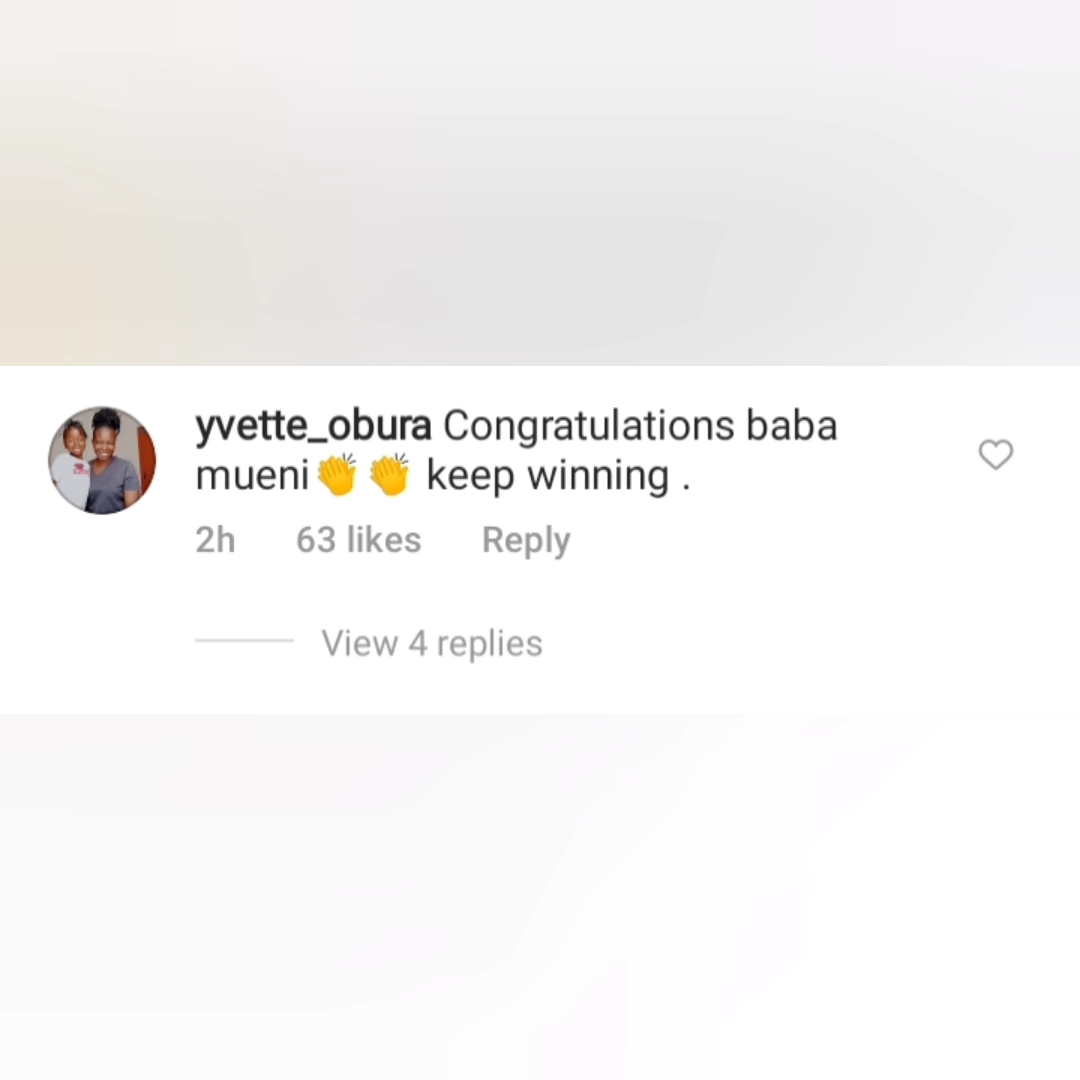 yvette_obura Congratulations baba
mueni👏👏 keep winning .
2h 63 likes Reply
View 4 replies